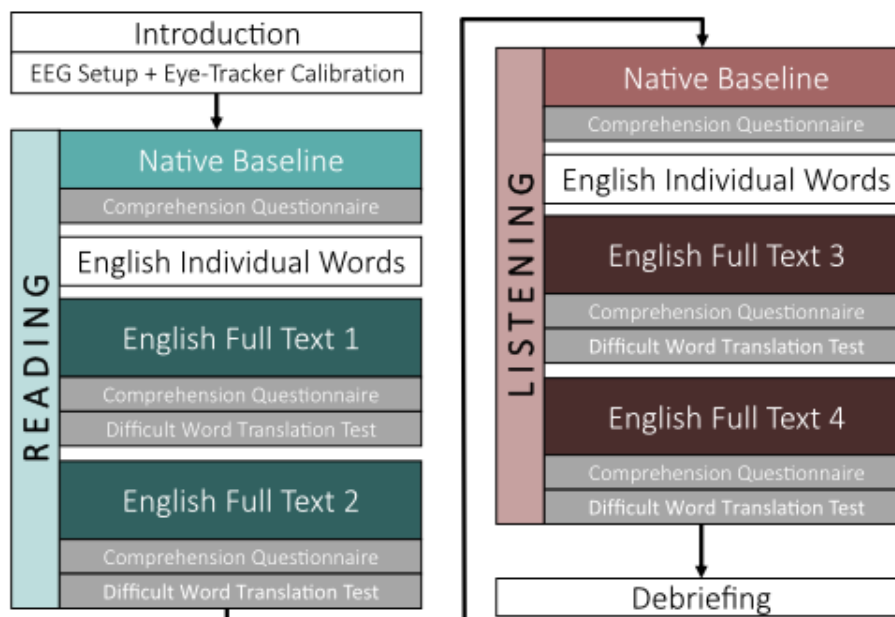 Introduction
EEG Setup + Eye-Tracker Calibration
READING
Native Baseline
Comprehension Questionnaire
English Individual Words
English Full Text 1
Comprehension Questionnaire
Difficult Word Translation Test
English Full Text 2
Comprehension Questionnaire
Difficult Word Translation Test
LISTENING
Native Baseline
Comprehension Questionnaire
English Individual Words
English Full Text 3
Comprehension Questionnaire
Difficult Word Translation Test
English Full Text 4
Comprehension Questionnaire
Difficult Word Translation Test
Debriefing